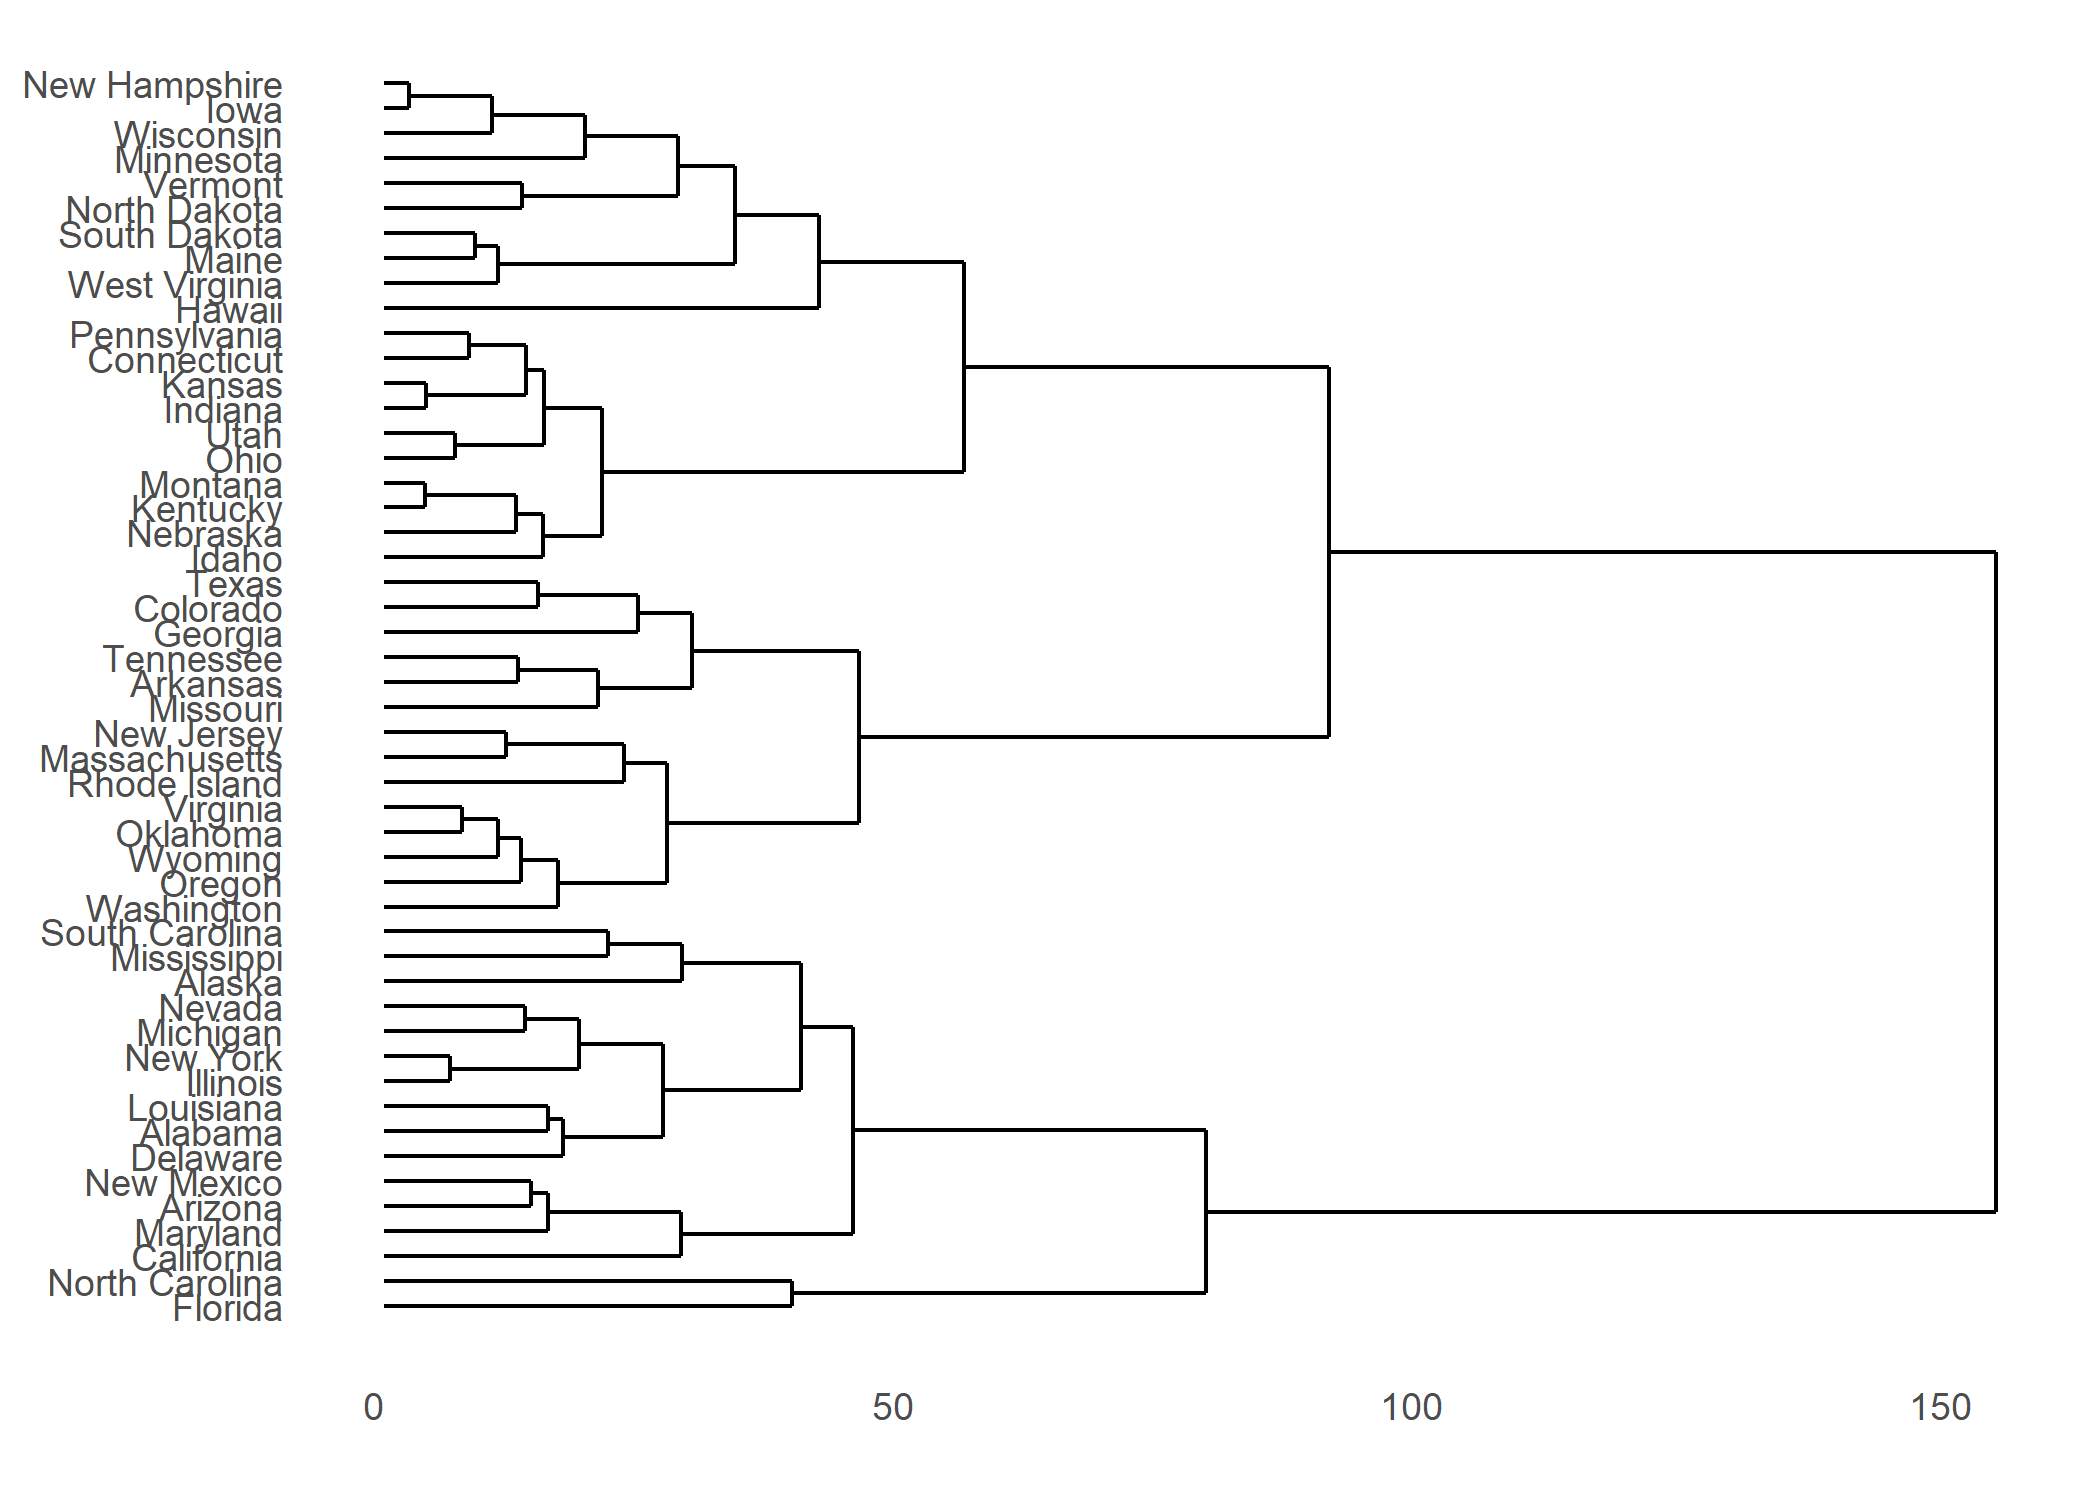 New Hampshire
Iowa
Wisconsin
Minnesota
Vermont
North Dakota
South Dakota
Maine
West Virginia
Hawaii
Pennsylvania
Connecticut
Kansas
Indiana
Utah
Ohio
Montana
Kentucky
Nebraska
Idaho
Texas
Colorado
Georgia
Tennessee
Arkansas
Missouri
New Jersey
Massachusetts
Rhode Island
Virginia
Oklahoma
Wyoming
Oregon
Washington
South Carolina
Mississippi
Alaska
Nevada
Michigan
New York
Illinois
Louisiana
Alabama
Delaware
New Mexico
Arizona
Maryland
California
North Carolina
Florida
0 50 100 150